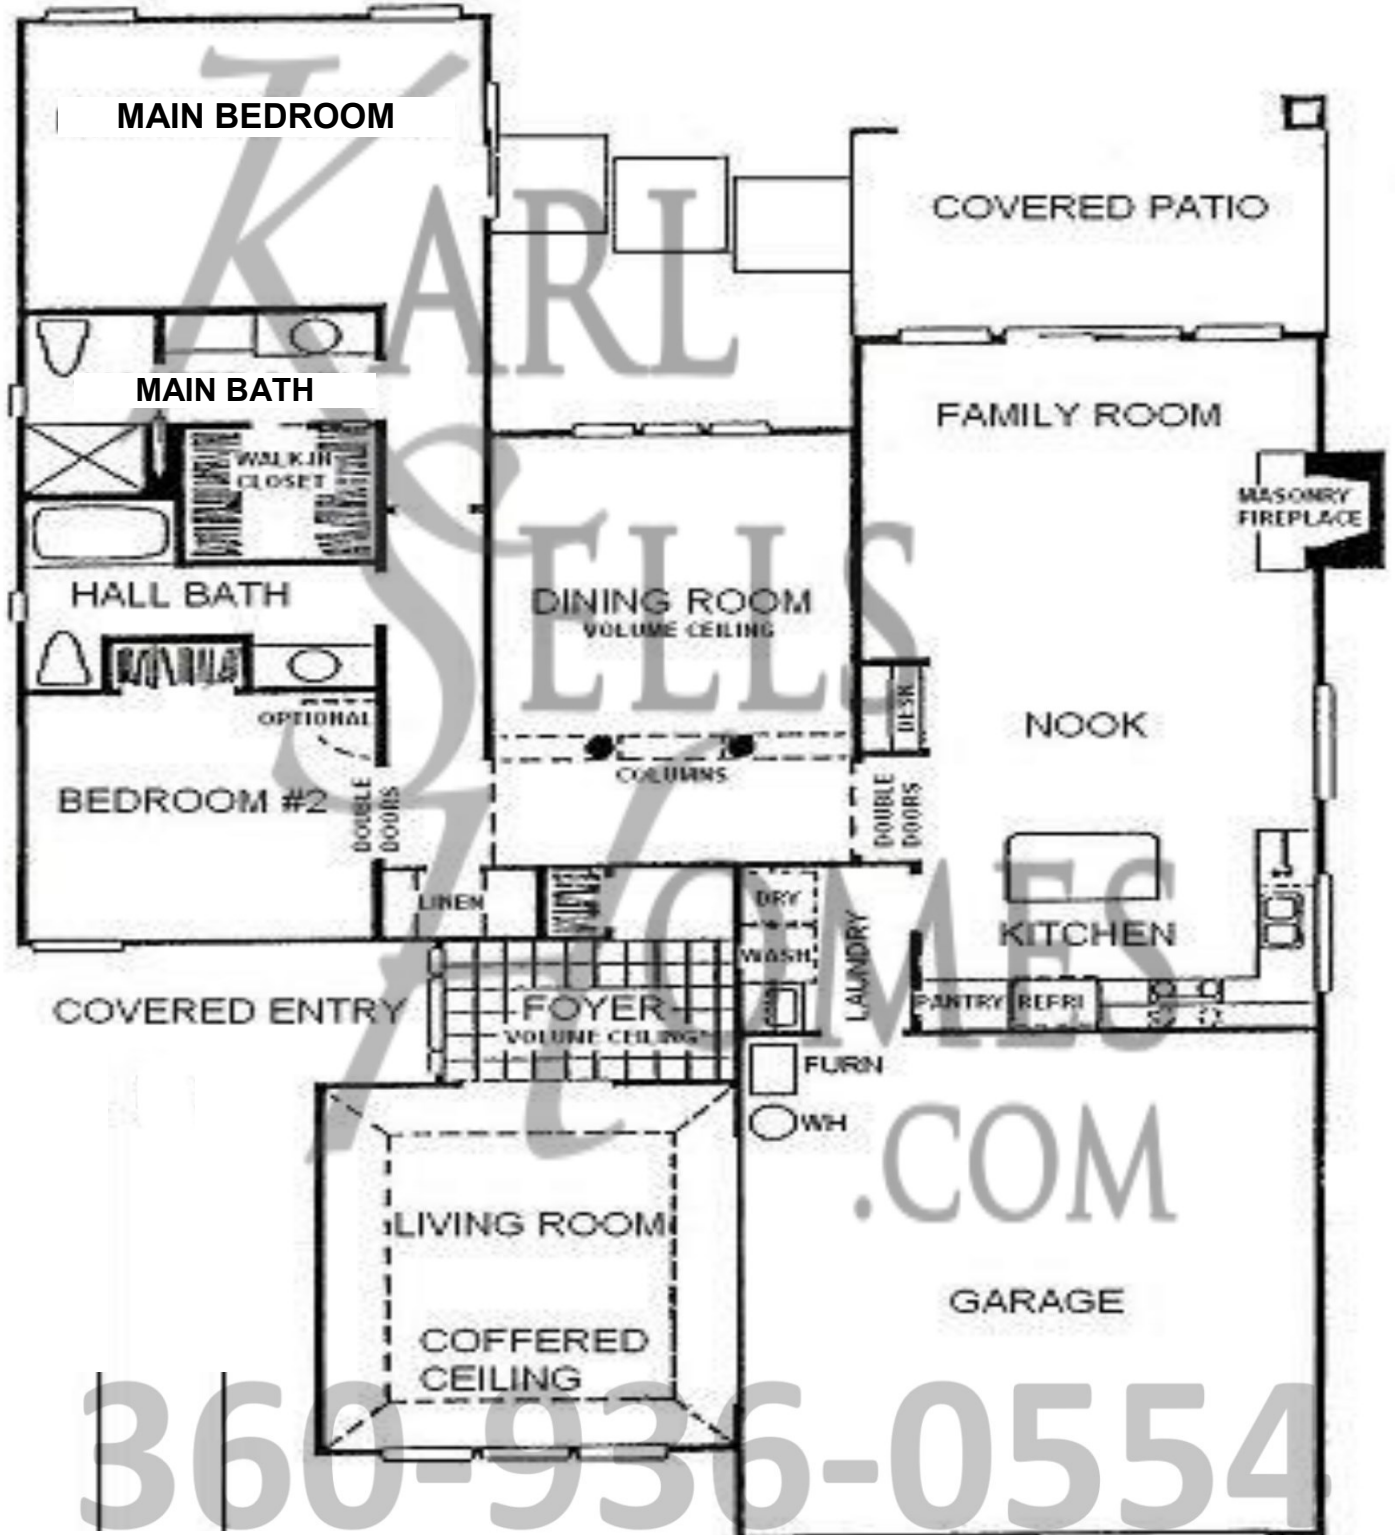 MAIN BEDROOM
COVERED PATIO
KARL
MAIN BATH
FAMILY ROOM
WALK-IN
CLOSET
MASONRY
FIREPLACE
SELLS
HALL BATH
DINING ROOM
VOLUME CEILING
DESK
OPTIONAL
NOOK
COLUMNS
BEDROOM #2
DOUBLE
DOORS
DOUBLE
DOORS
LINEN
DRY
HOMES
KITCHEN
WASH
LAUNDRY
PANTRY
REFRI
COVERED ENTRY
FOYER
VOLUME CEILING
FURN
WH
.COM
LIVING ROOM
GARAGE
COFFERED
CEILING
360-936-0554